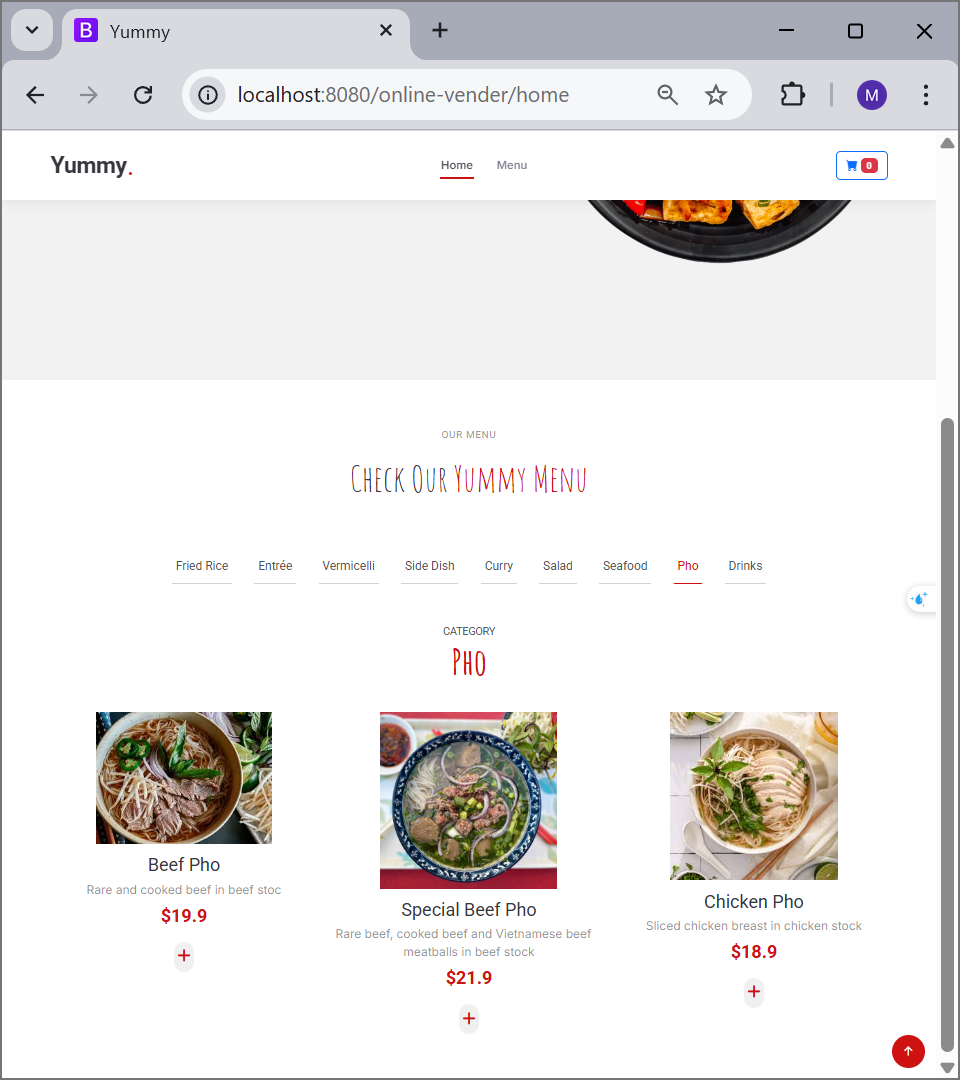 B Yummy
localhost:8080/online-vender/home
M
Yummy.
Home Menu
0
OUR MENU
Check Our Yummy Menu
Fried Rice Entrée Vermicelli Side Dish Curry Salad Seafood Pho Drinks
CATEGORY
Pho
Beef Pho
Rare and cooked beef in beef stoc
$19.9
+
Special Beef Pho
Rare beef, cooked beef and Vietnamese beef
meatballs in beef stock
$21.9
+
Chicken Pho
Sliced chicken breast in chicken stock
$18.9
+